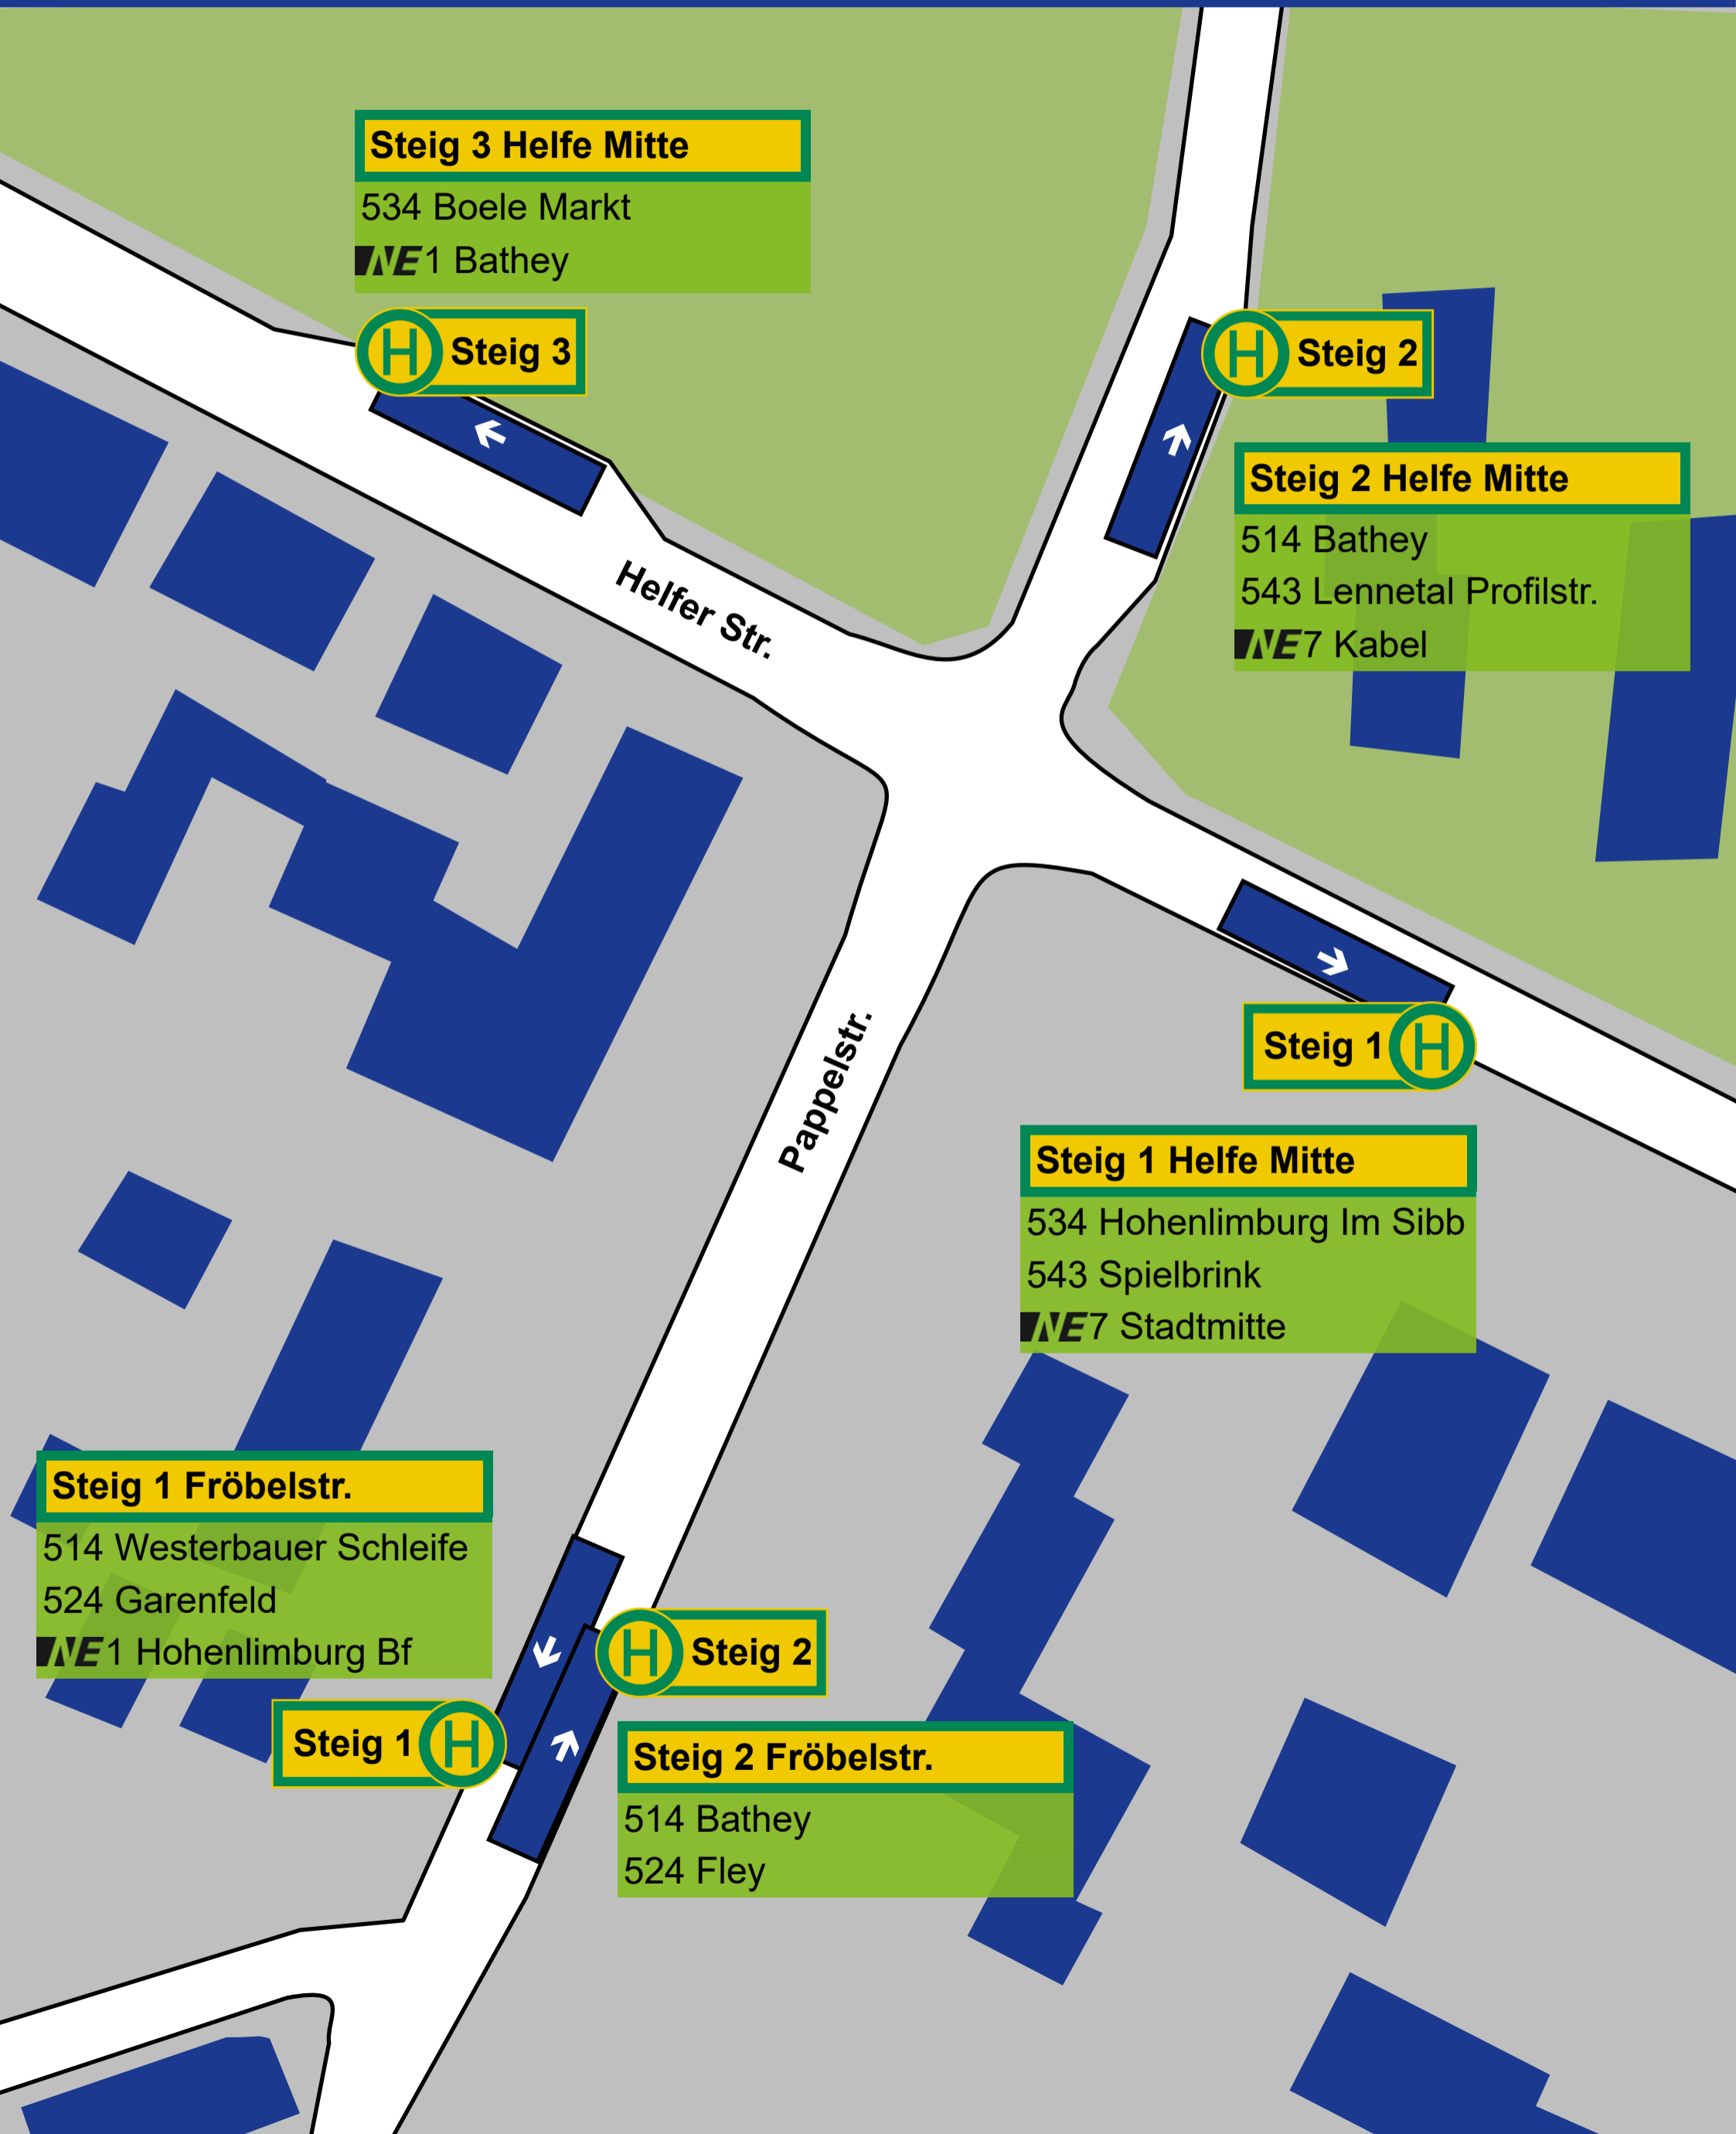 Steig 3 Helfe Mitte
534 Boele Markt
NE1 Bathey
H Steig 3
H Steig 2
Steig 2 Helfe Mitte
514 Bathey
543 Lennetal Profilstr.
NE7 Kabel
Helfer Str.
Pappelstr.
Steig 1 H
Steig 1 Helfe Mitte
534 Hohenlimburg Im Sibb
543 Spielbrink
NE7 Stadtmitte
Steig 1 Fröbelstr.
514 Westerbauer Schleife
524 Garenfeld
NE1 Hohenlimburg Bf
H Steig 2
Steig 1 H
Steig 2 Fröbelstr.
514 Bathey
524 Fley